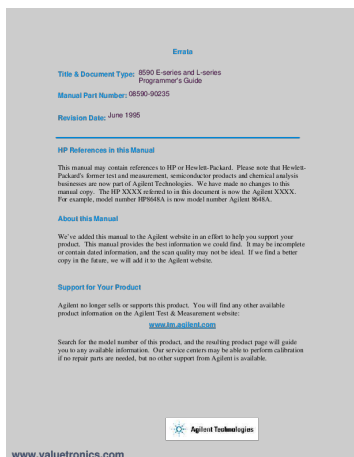 Errata
Title & Document Type: 8590 E-series and L-series
Programmer's Guide
Manual Part Number: 08590-90235
Revision Date: June 1995
HP References in this Manual
This manual may contain references to HP or Hewlett-Packard. Please note that Hewlett-
Packard's former test and measurement, semiconductor products and chemical analysis
businesses are now part of Agilent Technologies. We have made no changes to this
manual copy. The HP XXXX referred to in this document is now the Agilent XXXX.
For example, model number HP8648A is now model number Agilent 8648A.
About this Manual
We've added this manual to the Agilent website in an effort to help you support your
product. This manual provides the best information we could find. It may be incomplete
or contain dated information, and the scan quality may not be ideal. If we find a better
copy in the future, we will add it to the Agilent website.
Support for Your Product
Agilent no longer sells or supports this product. You will find any other available
product information on the Agilent Test & Measurement website:
www.tm.agilent.com
Search for the model number of this product, and the resulting product page will guide
you to any available information. Our service centers may be able to perform calibration
if no repair parts are needed, but no other support from Agilent is available.
Agilent Technologies
www.valuetronics.com